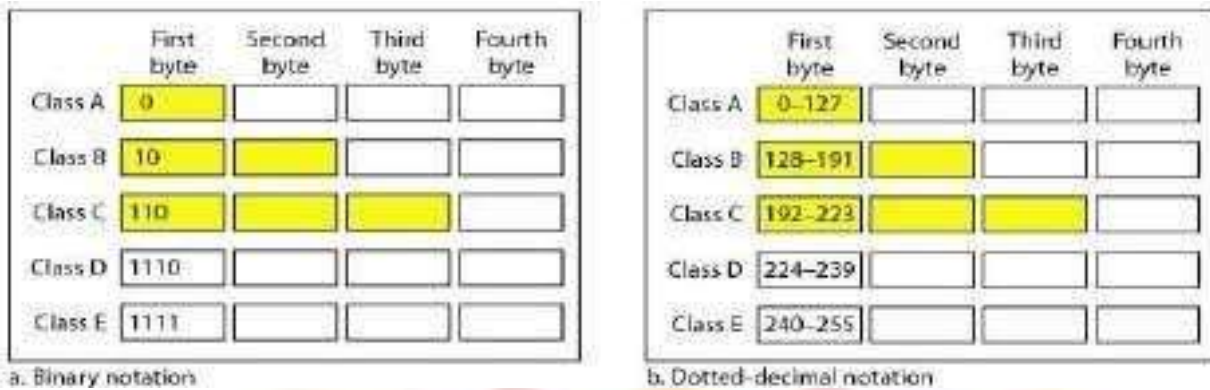 First Second Third Fourth
byte byte byte byte
Class A 0
Class B 10
Class C 110
Class D 1110
Class E 1111
a. Binary notation
First Second Third Fourth
byte byte byte byte
Class A 0–127
Class B 128–191
Class C 192–223
Class D 224–239
Class E 240–255
b. Dotted-decimal notation